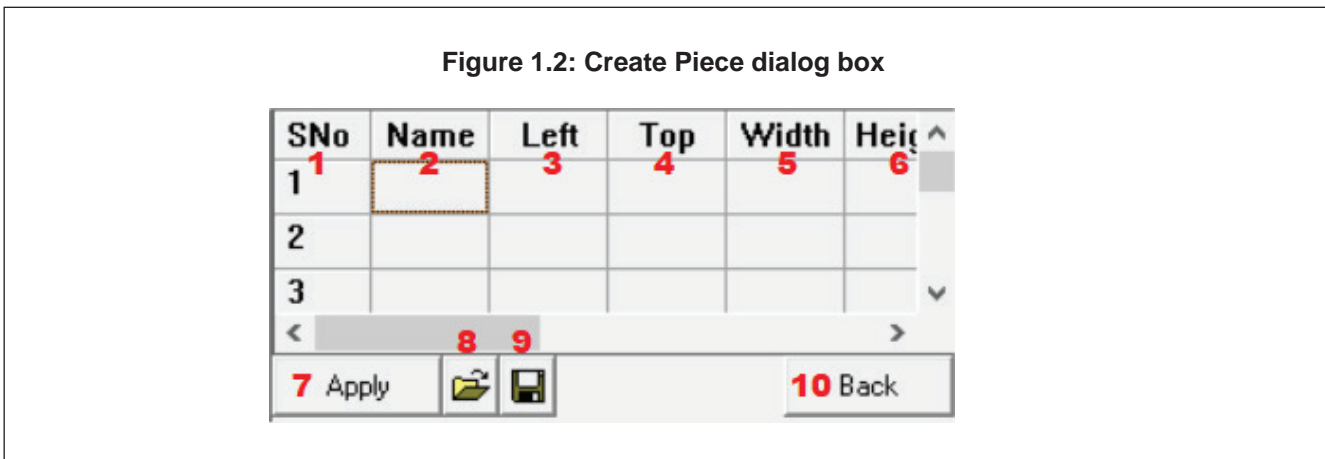 Figure 1.2: Create Piece dialog box
SNo Name Left Top Width Heig
1 2 3 4 5 6
1
2
3
8 9
7 Apply 10 Back